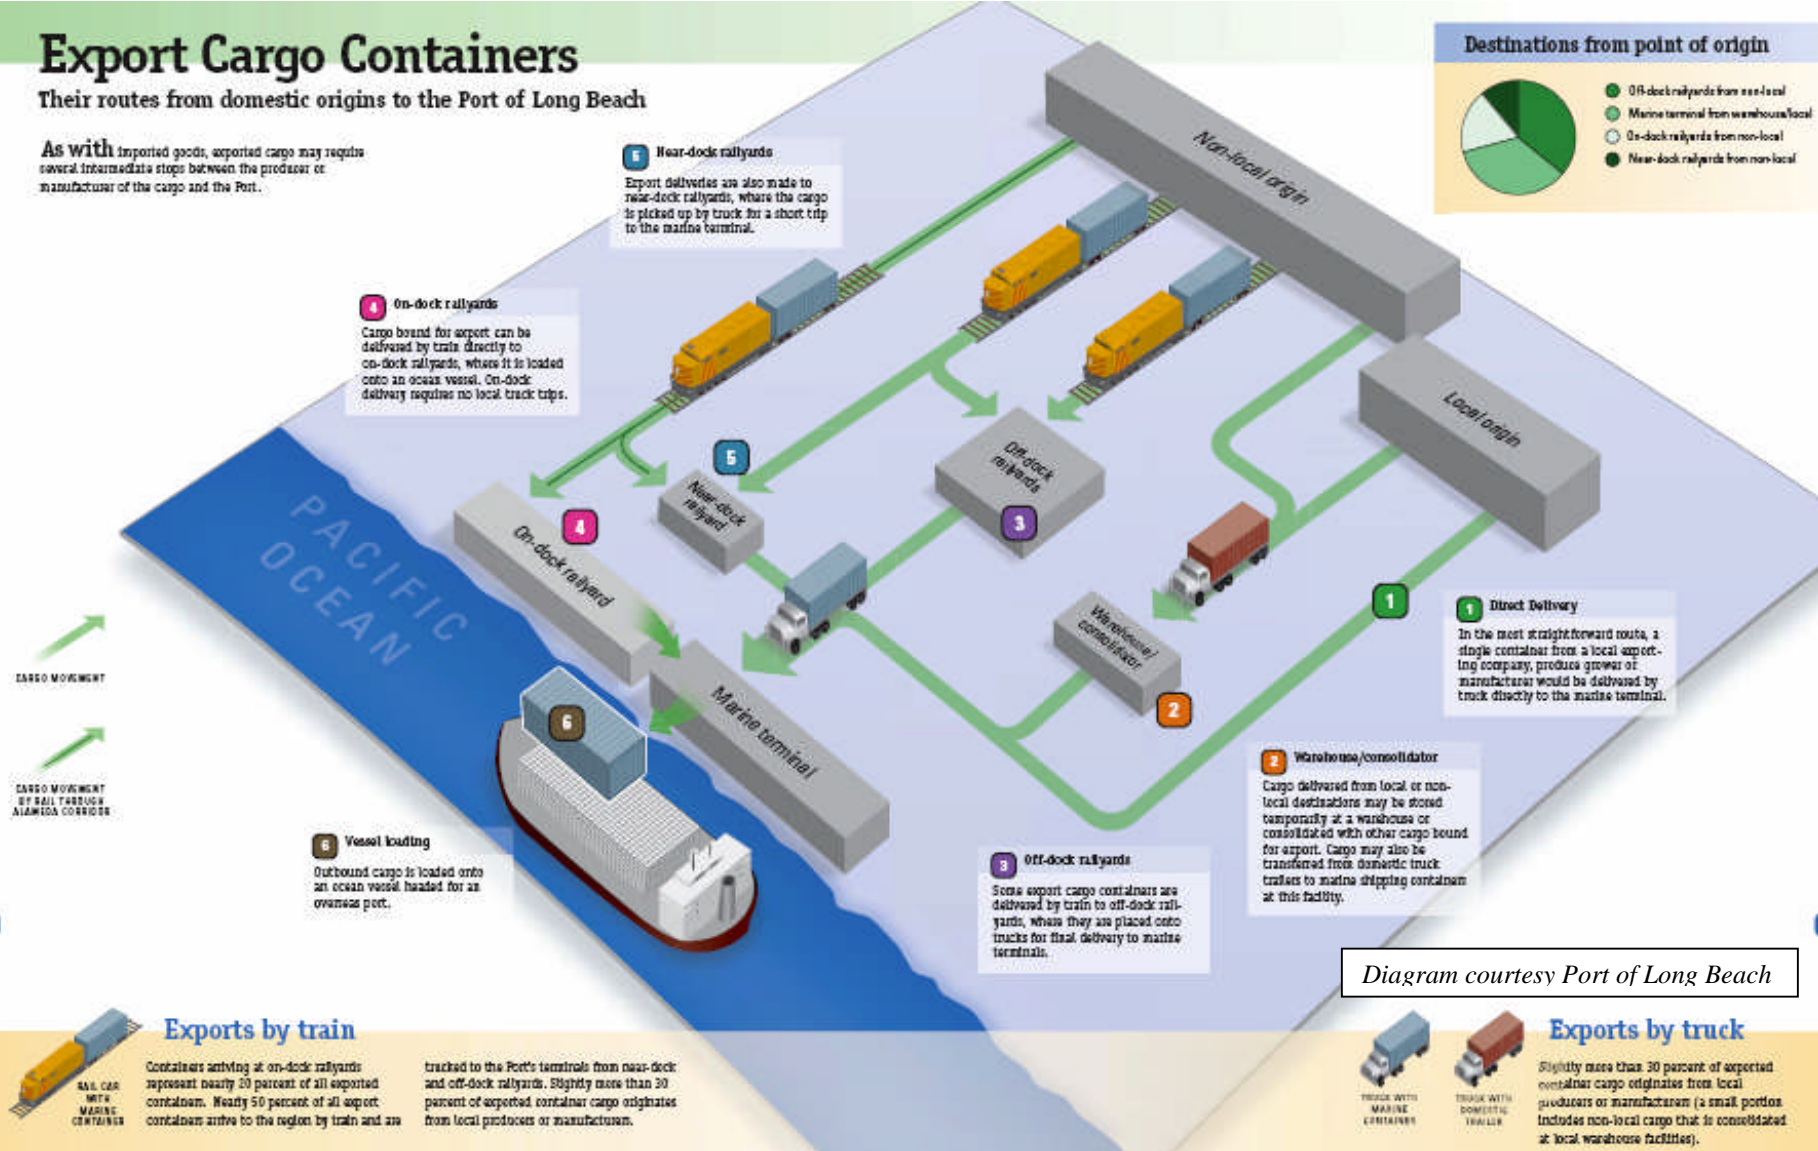 Export Cargo Containers
Their routes from domestic origins to the Port of Long Beach
As with imported goods, exported cargo may require
several intermediate stops between the producer or
manufacturer of the cargo and the Port.
Destinations from point of origin
Off-dock railyards from non-local
Marine terminal from warehouse/local
On-dock railyards from non-local
Near-dock railyards from non-local
5 Near-dock railyards
Export deliveries are also made to
near-dock railyards, where the cargo
is picked up by truck for a short trip
to the marine terminal.
4 On-dock railyards
Cargo bound for export can be
delivered by train directly to
on-dock railyards, where it is loaded
onto an ocean vessel. On-dock
delivery requires no local truck trips.
Non-local origin
Local origin
Off-dock
railyards
3
5
Near-dock
railyard
4
On-dock railyard
PACIFIC
OCEAN
Warehouse/
consolidator
2
1
Marine terminal
6
CARGO MOVEMENT
CARGO MOVEMENT
BY RAIL THROUGH
ALAMEDA CORRIDOR
1 Direct Delivery
In the most straightforward route, a
single container from a local export-
ing company, produce grower or
manufacturer would be delivered by
truck directly to the marine terminal.
2 Warehouse/consolidator
Cargo delivered from local or non-
local destinations may be stored
temporarily at a warehouse or
consolidated with other cargo bound
for export. Cargo may also be
transferred from domestic truck
trailers to marine shipping containers
at this facility.
3 Off-dock railyards
Some export cargo containers are
delivered by train to off-dock rail-
yards, where they are placed onto
trucks for final delivery to marine
terminals.
6 Vessel loading
Outbound cargo is loaded onto
an ocean vessel headed for an
overseas port.
Diagram courtesy Port of Long Beach
RAIL CAR
WITH
MARINE
CONTAINER
Exports by train
Containers arriving at on-dock railyards
represent nearly 20 percent of all exported
containers. Nearly 50 percent of all export
containers arrive to the region by train and are
trucked to the Port's terminals from near-dock
and off-dock railyards. Slightly more than 30
percent of exported container cargo originates
from local producers or manufacturers.
TRUCK WITH
MARINE
CONTAINER
TRUCK WITH
DOMESTIC
TRAILER
Exports by truck
Slightly more than 30 percent of exported
container cargo originates from local
producers or manufacturers (a small portion
includes non-local cargo that is consolidated
at local warehouse facilities).